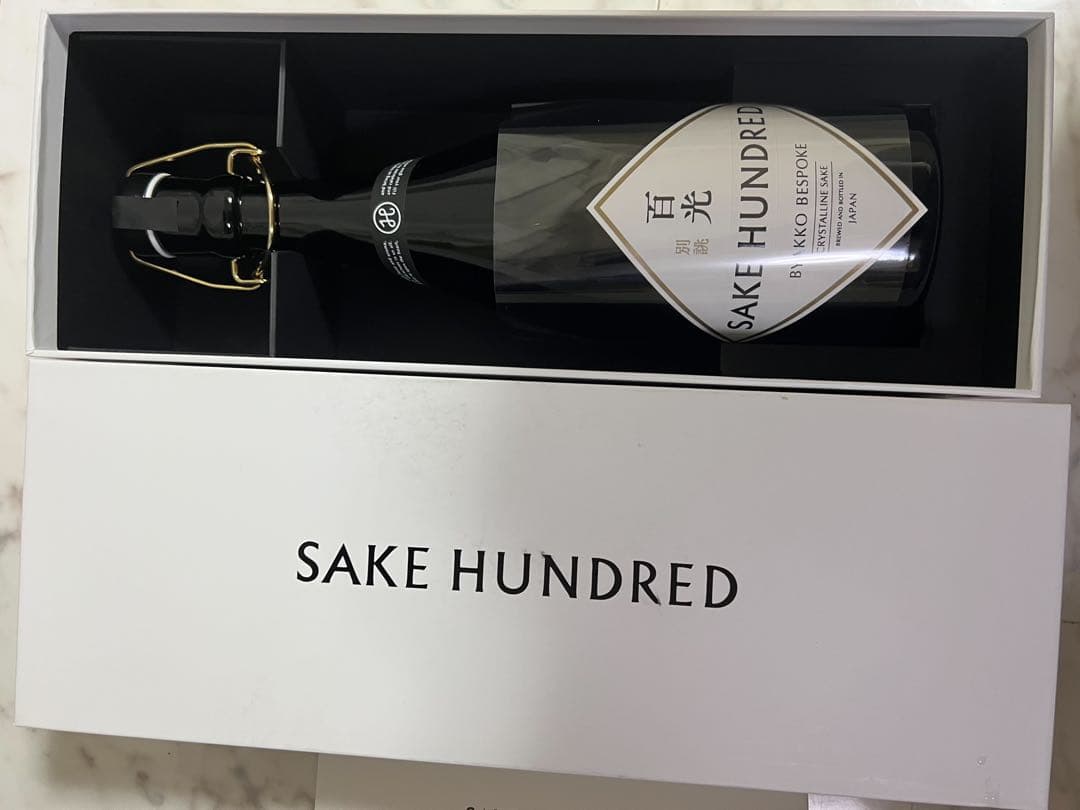 百光
別誂
SAKE HUNDRED
BYAKKO BESPOKE
CRYSTALLINE SAKE
BREWED AND BOTTLED IN
JAPAN
SAKE HUNDRED